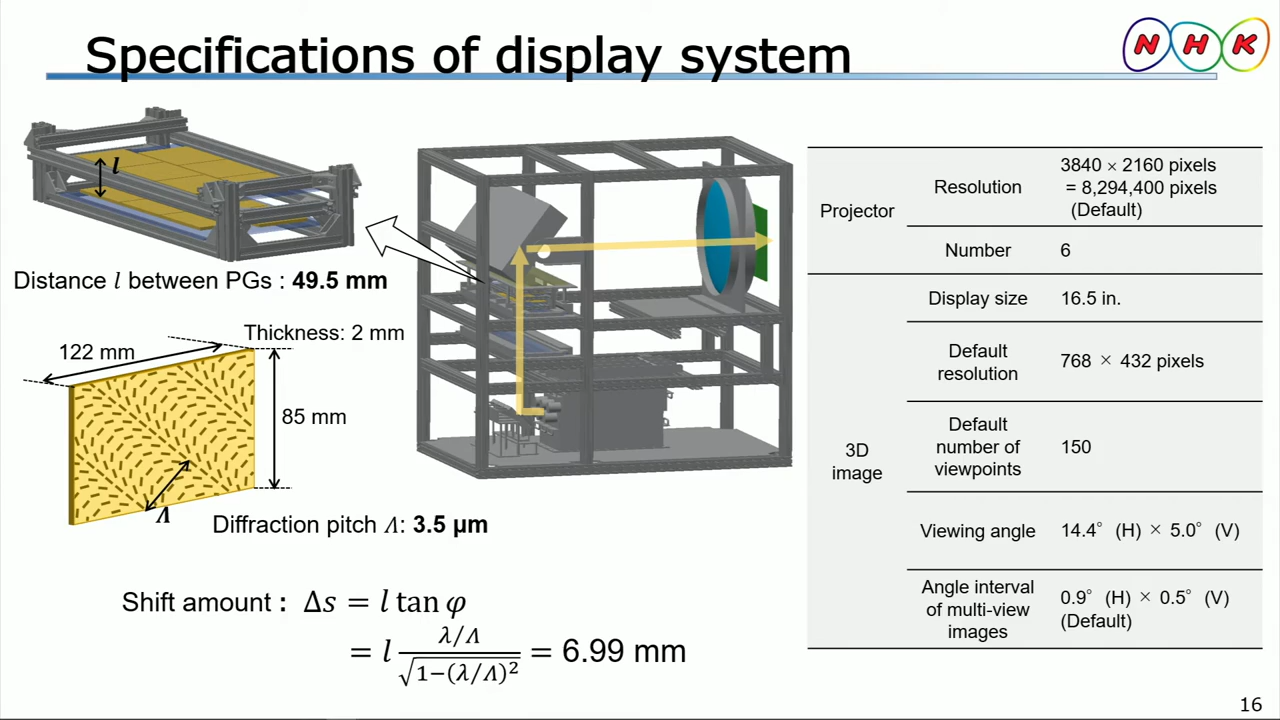 Specifications of display system
NHK
l
Distance l between PGs : 49.5 mm
Thickness: 2 mm
122 mm
85 mm
Λ
Diffraction pitch Λ: 3.5 μm
Shift amount : Δs = l tan φ
= l (λ/Λ)/√(1−(λ/Λ)²) = 6.99 mm
Projector
Resolution
3840 × 2160 pixels
= 8,294,400 pixels
(Default)
Number
6
3D
image
Display size
16.5 in.
Default
resolution
768 × 432 pixels
Default
number of
viewpoints
150
Viewing angle
14.4° (H) × 5.0° (V)
Angle interval
of multi-view
images
0.9° (H) × 0.5° (V)
(Default)
16